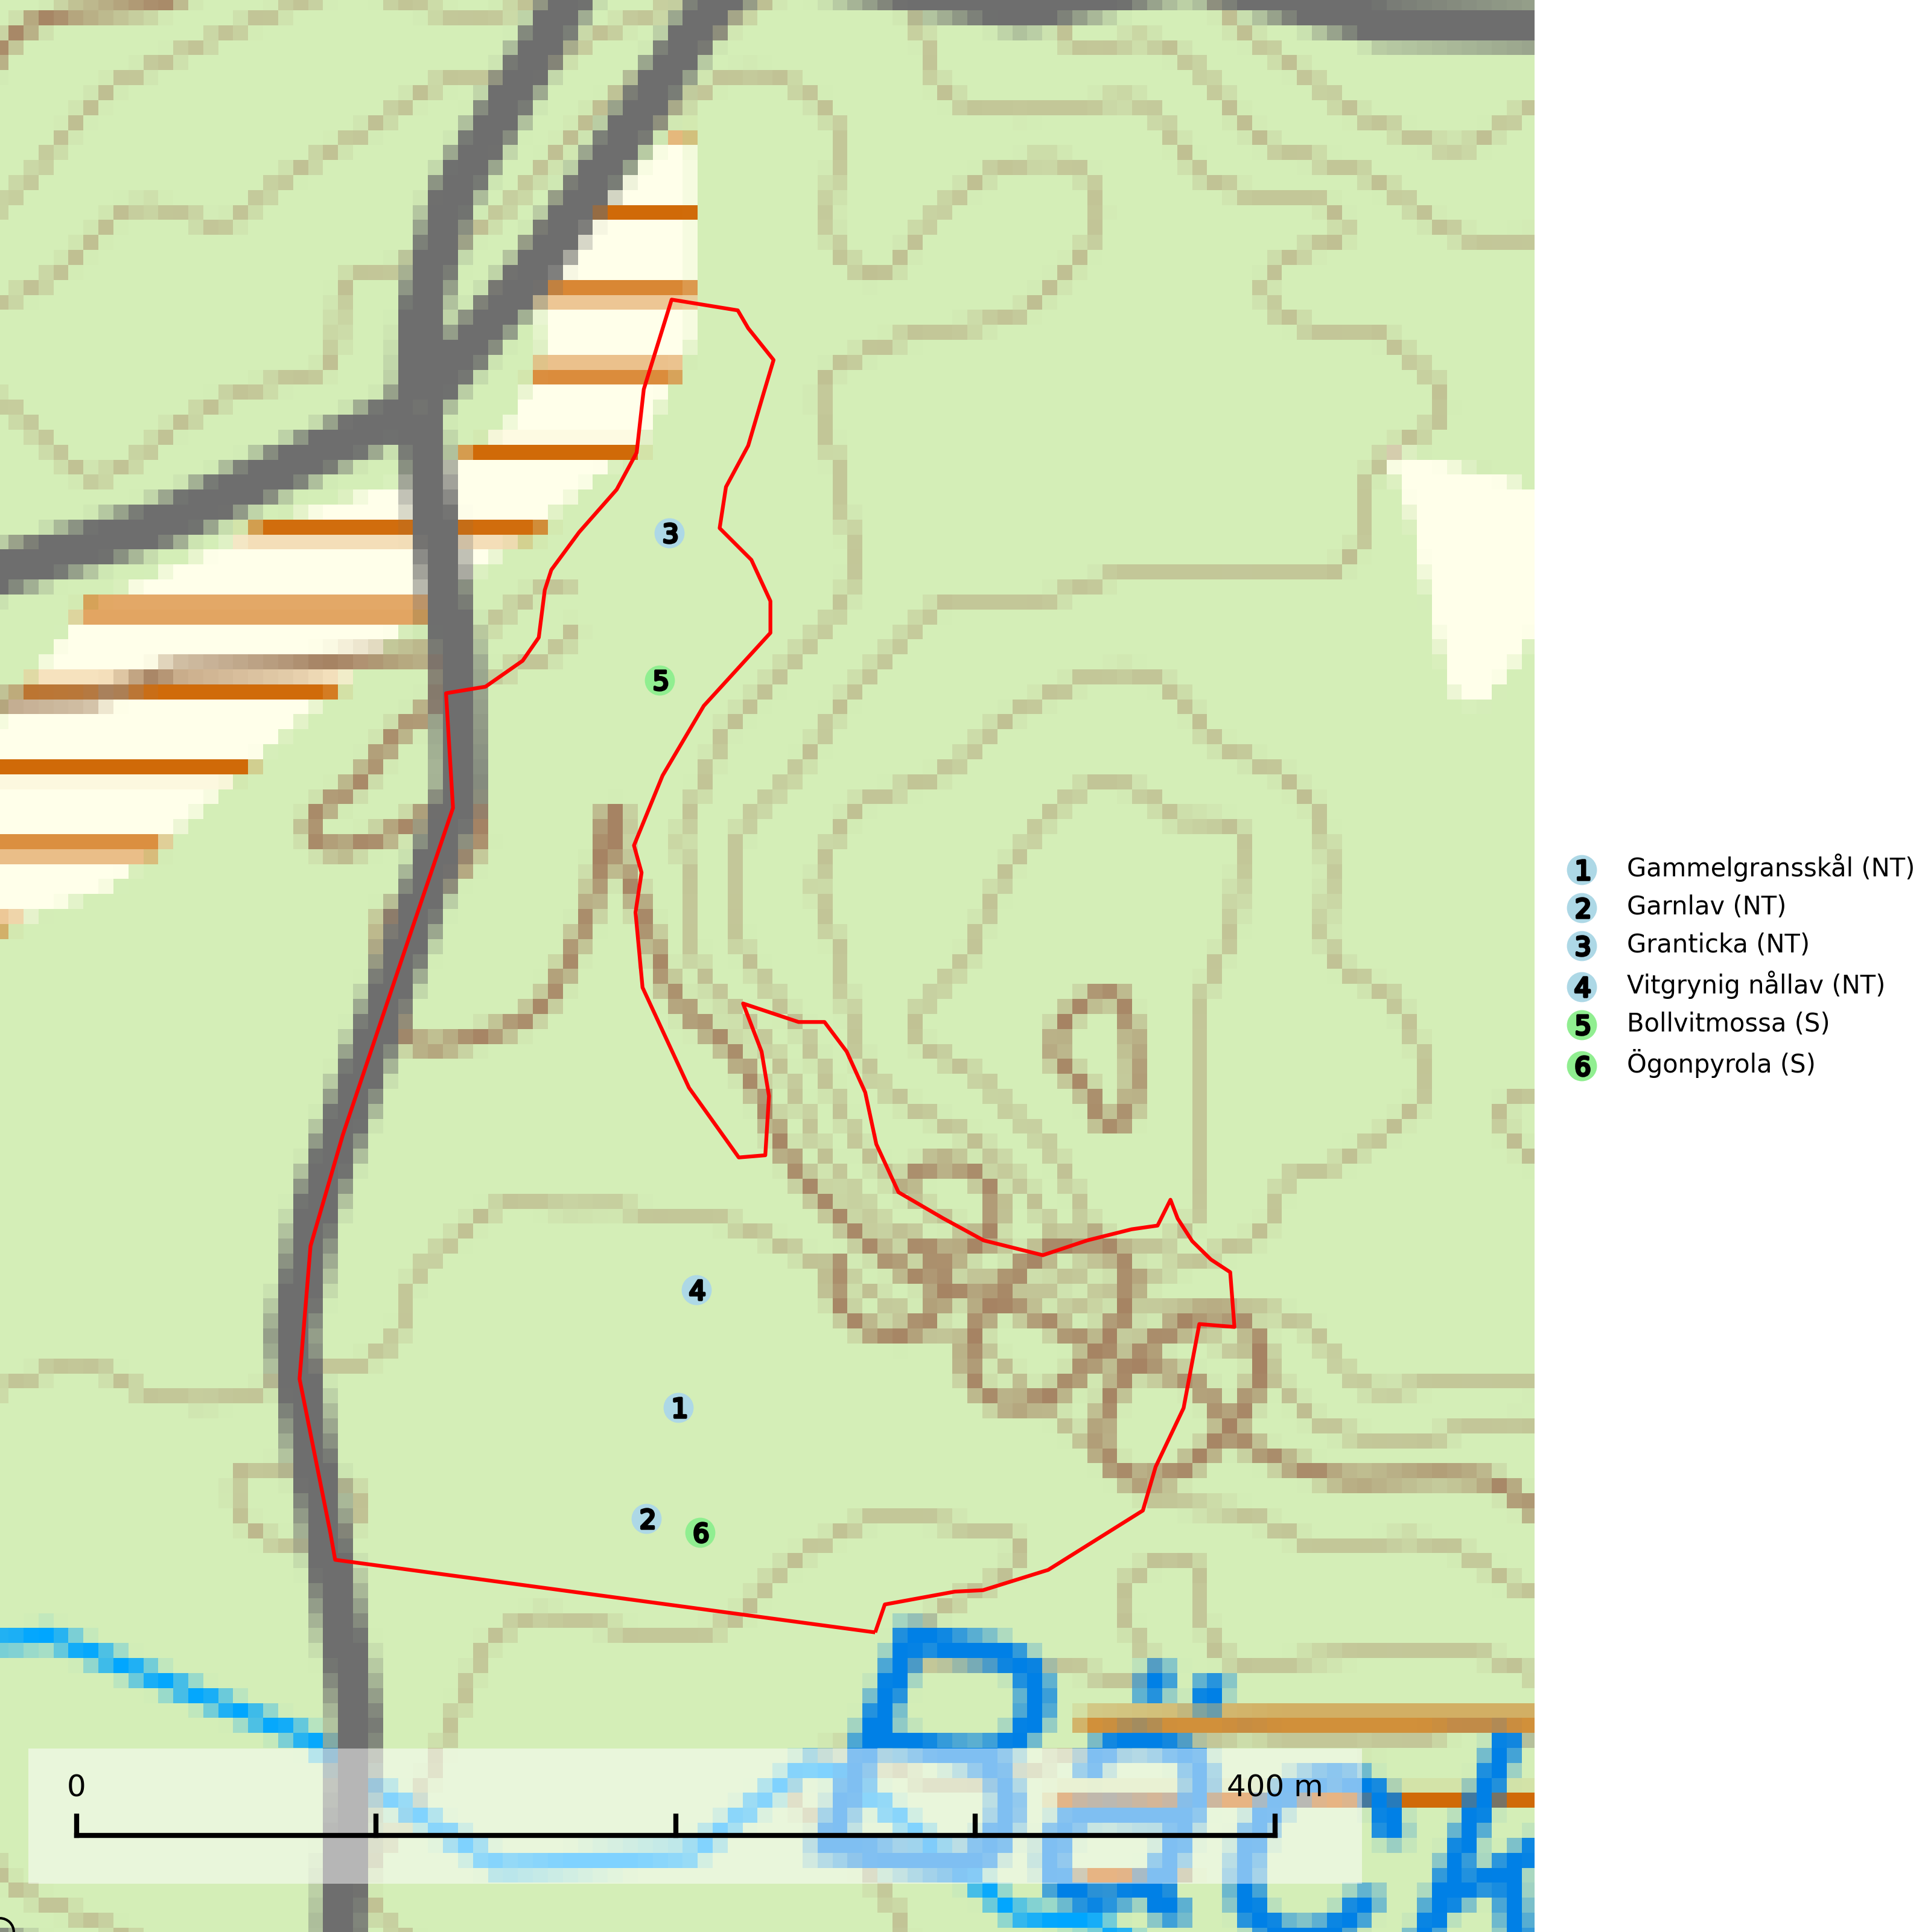 3
5
4
1
2
6
1 Gammelgransskål (NT)
2 Garnlav (NT)
3 Granticka (NT)
4 Vitgrynig nållav (NT)
5 Bollvitmossa (S)
6 Ögonpyrola (S)
0 400 m